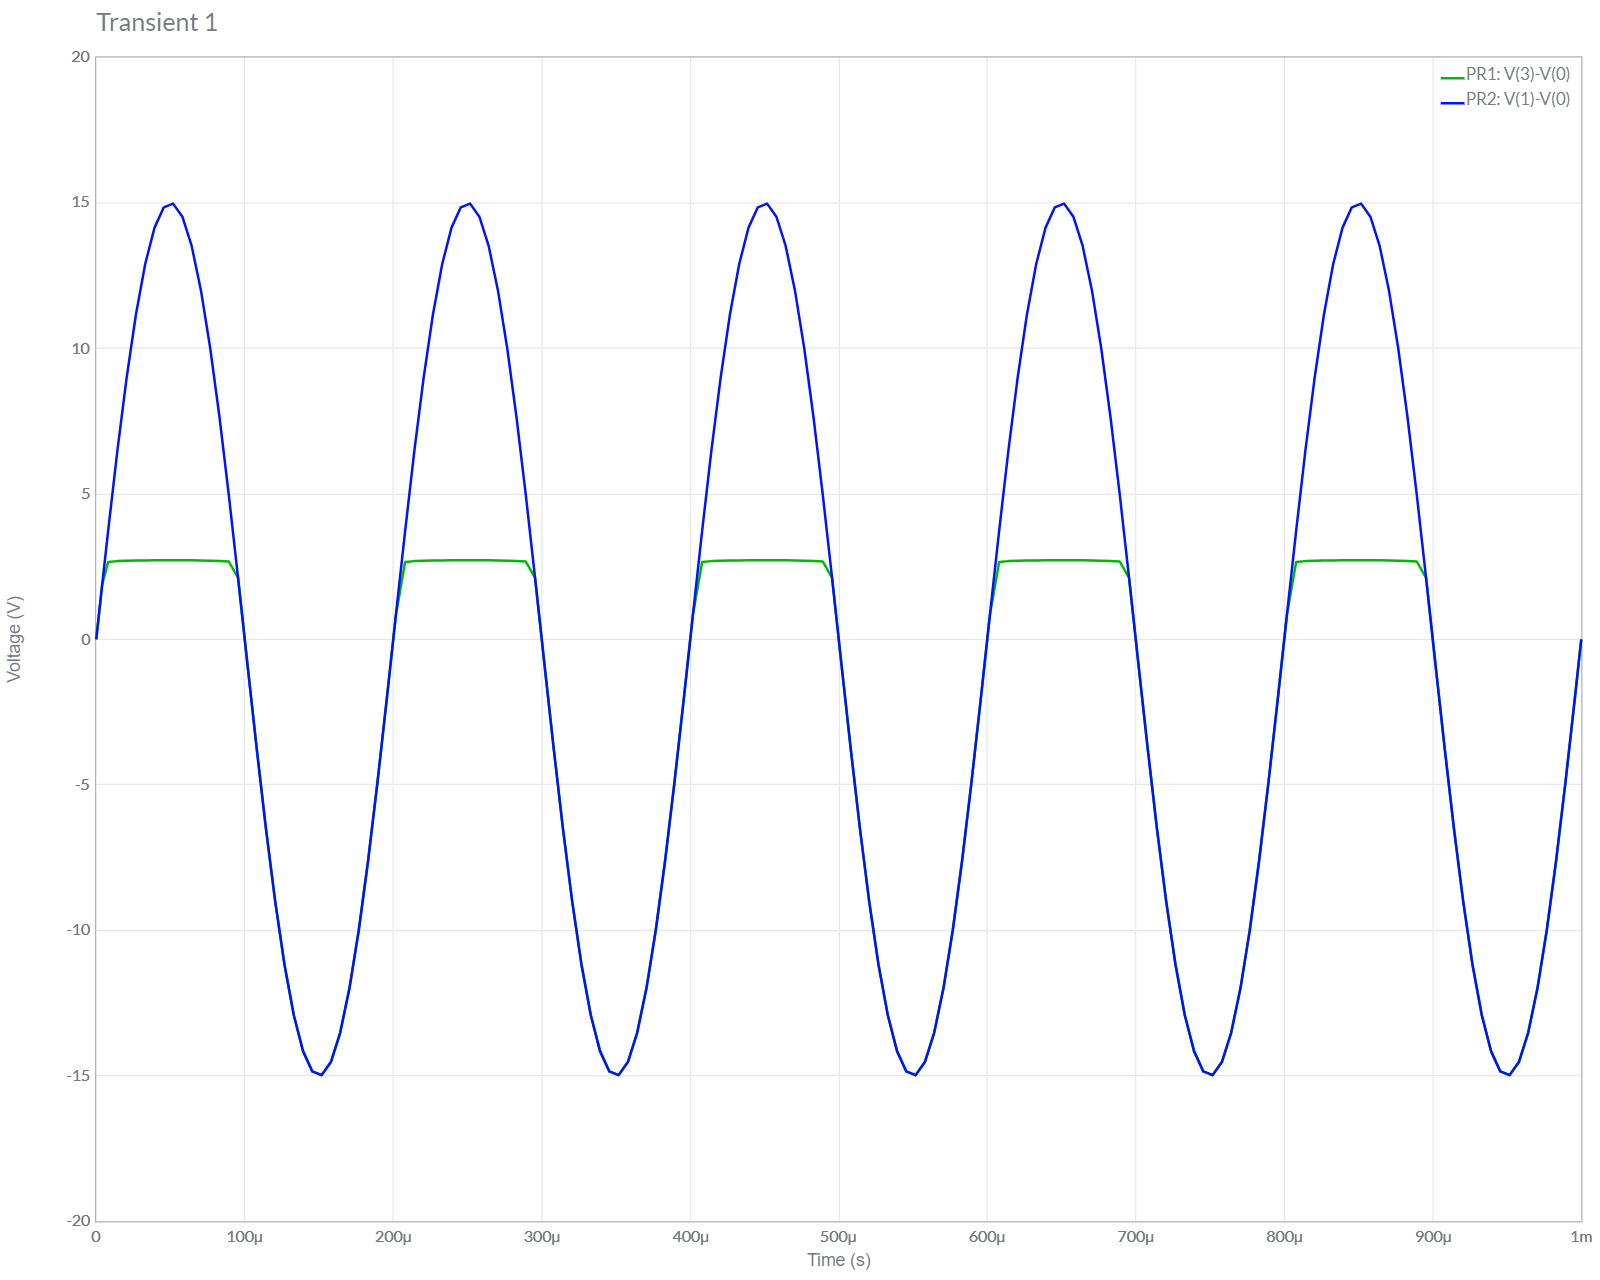 Transient 1
20
PR1: V(3)-V(0)
PR2: V(1)-V(0)
15
10
5
0
-5
-10
-15
-20
Voltage (V)
0 100µ 200µ 300µ 400µ 500µ 600µ 700µ 800µ 900µ 1m
Time (s)